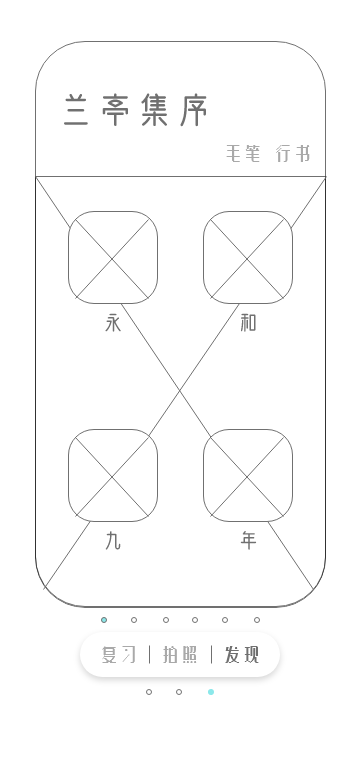 兰亭集序
毛笔 行书
永 和
九 年
复习 | 拍照 | 发现